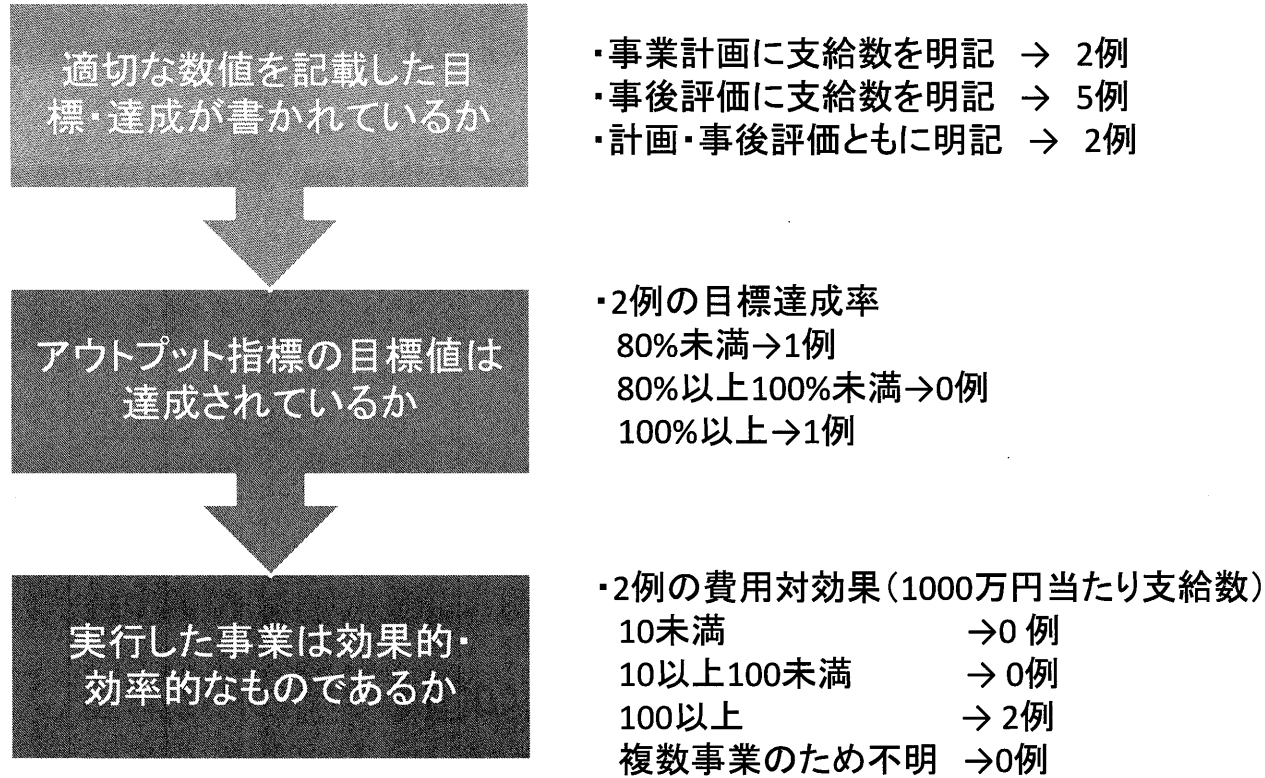 適切な数値を記載した目
標・達成が書かれているか
・事業計画に支給数を明記 → 2例
・事後評価に支給数を明記 → 5例
・計画・事後評価ともに明記 → 2例
アウトプット指標の目標値は
達成されているか
・2例の目標達成率
80%未満→1例
80%以上100%未満→0例
100%以上→1例
実行した事業は効果的・
効率的なものであるか
・2例の費用対効果(1000万円当たり支給数)
10未満 →0 例
10以上100未満 → 0例
100以上 → 2例
複数事業のため不明 →0例